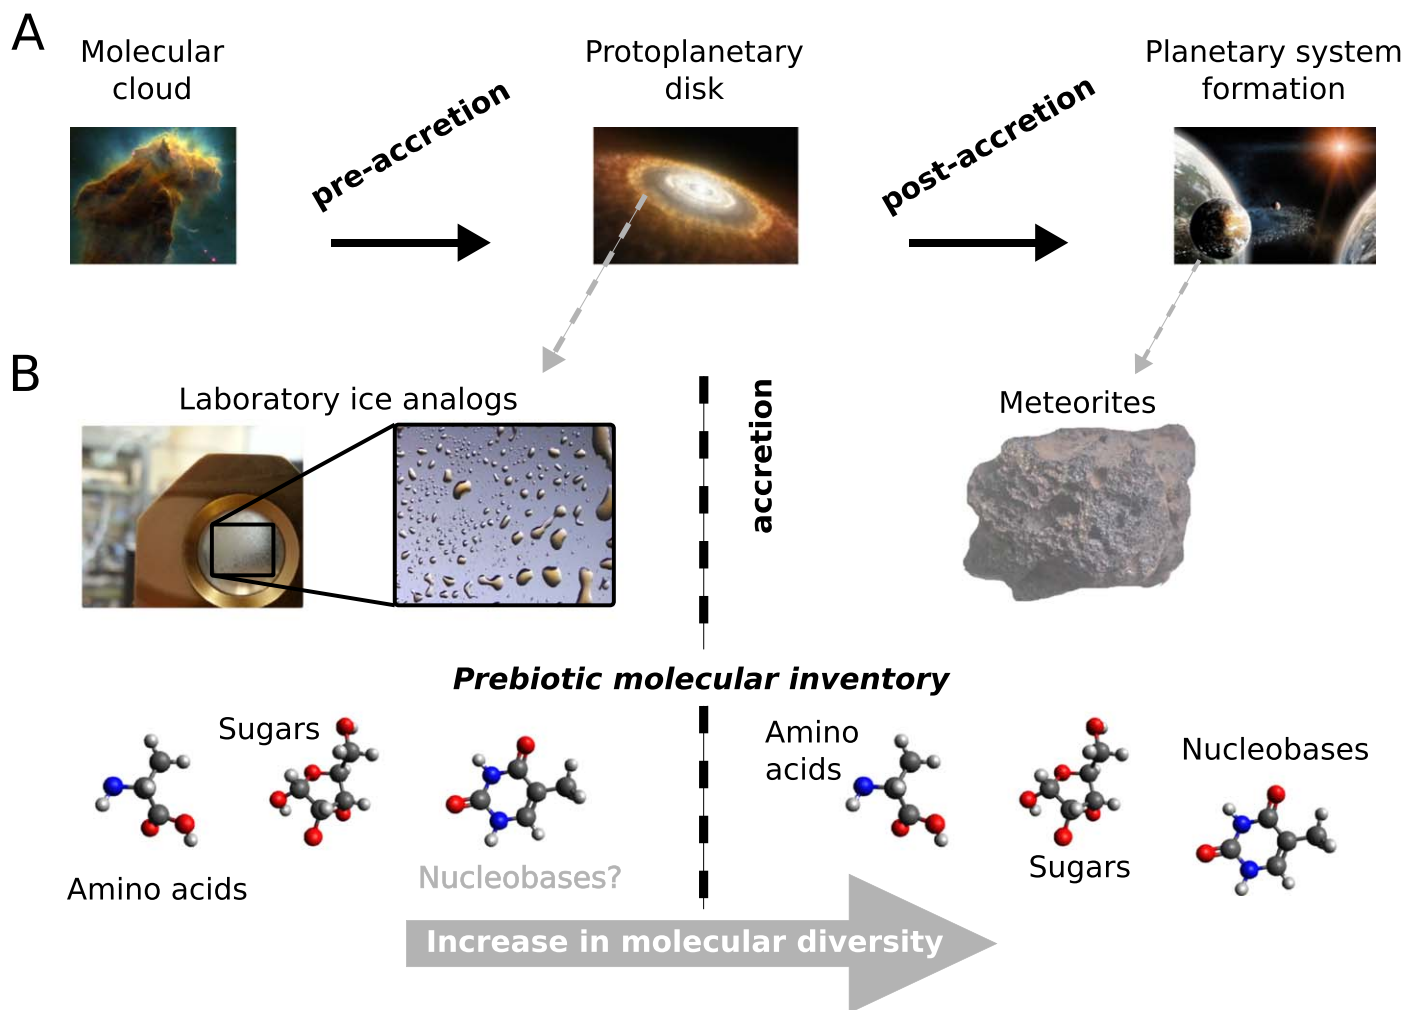 A
Molecular
cloud
pre-accretion
Protoplanetary
disk
post-accretion
Planetary system
formation
B
Laboratory ice analogs
accretion
Meteorites
Prebiotic molecular inventory
Sugars
Amino acids
Nucleobases?
Amino
acids
Sugars
Nucleobases
Increase in molecular diversity